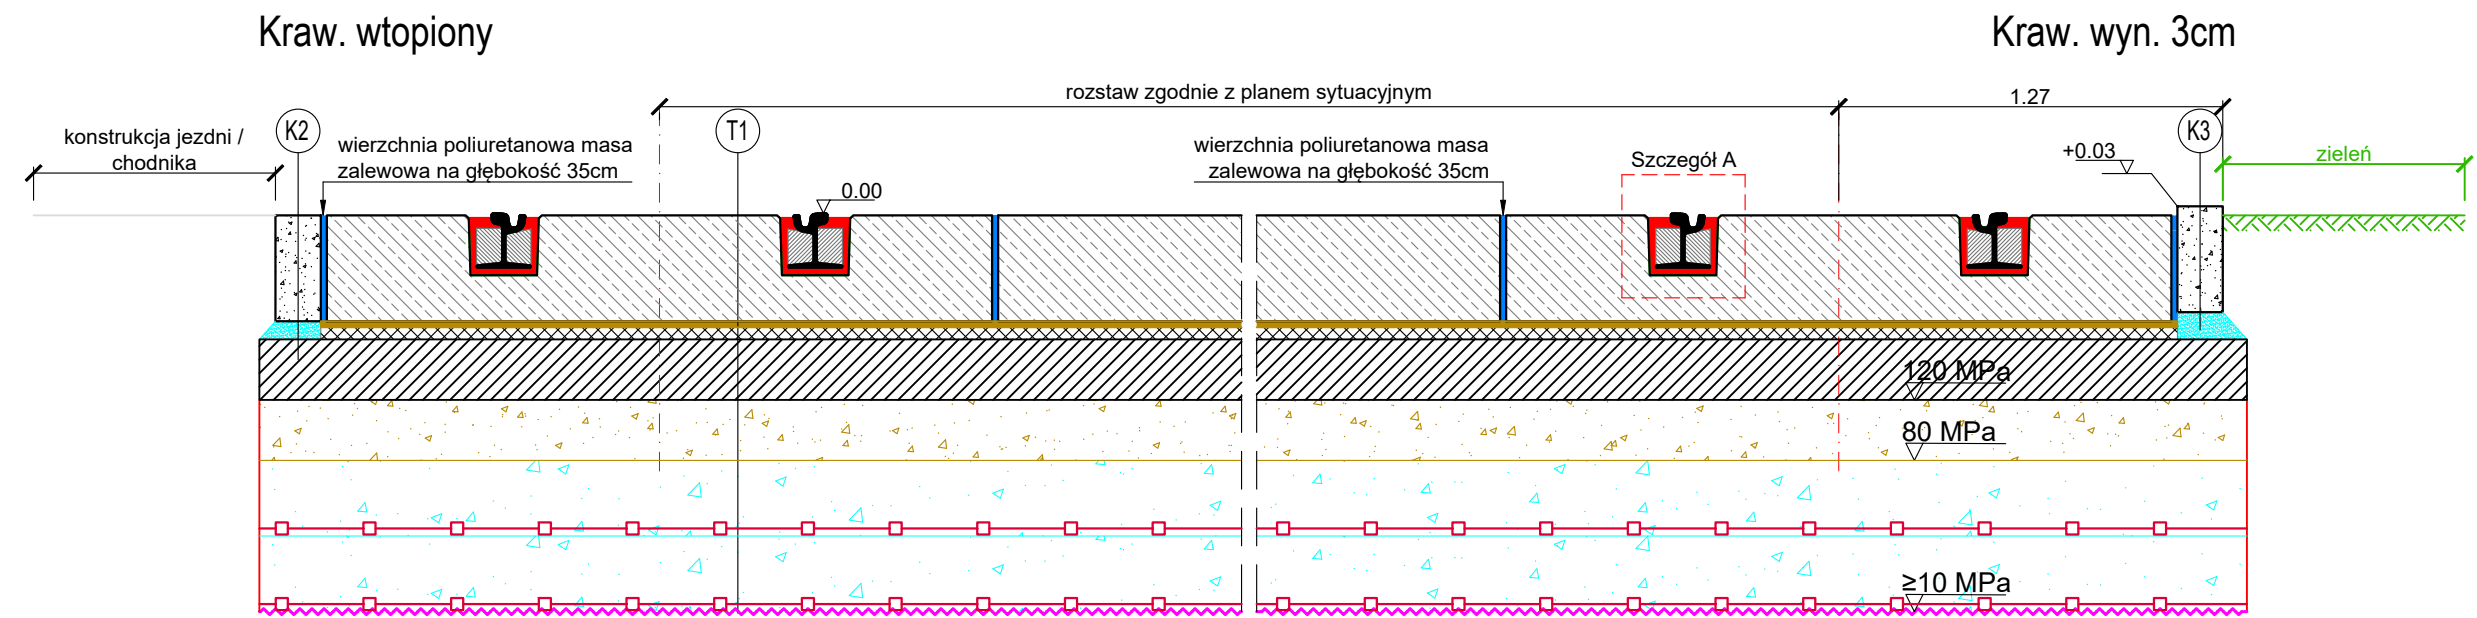 Kraw. wtopiony
Kraw. wyn. 3cm
rozstaw zgodnie z planem sytuacyjnym
1.27
konstrukcja jezdni /
chodnika
K2
wierzchnia poliuretanowa masa
zalewowa na głębokość 35cm
T1
0.00
wierzchnia poliuretanowa masa
zalewowa na głębokość 35cm
Szczegół A
+0.03
K3
zieleń
120 MPa
80 MPa
≥10 MPa